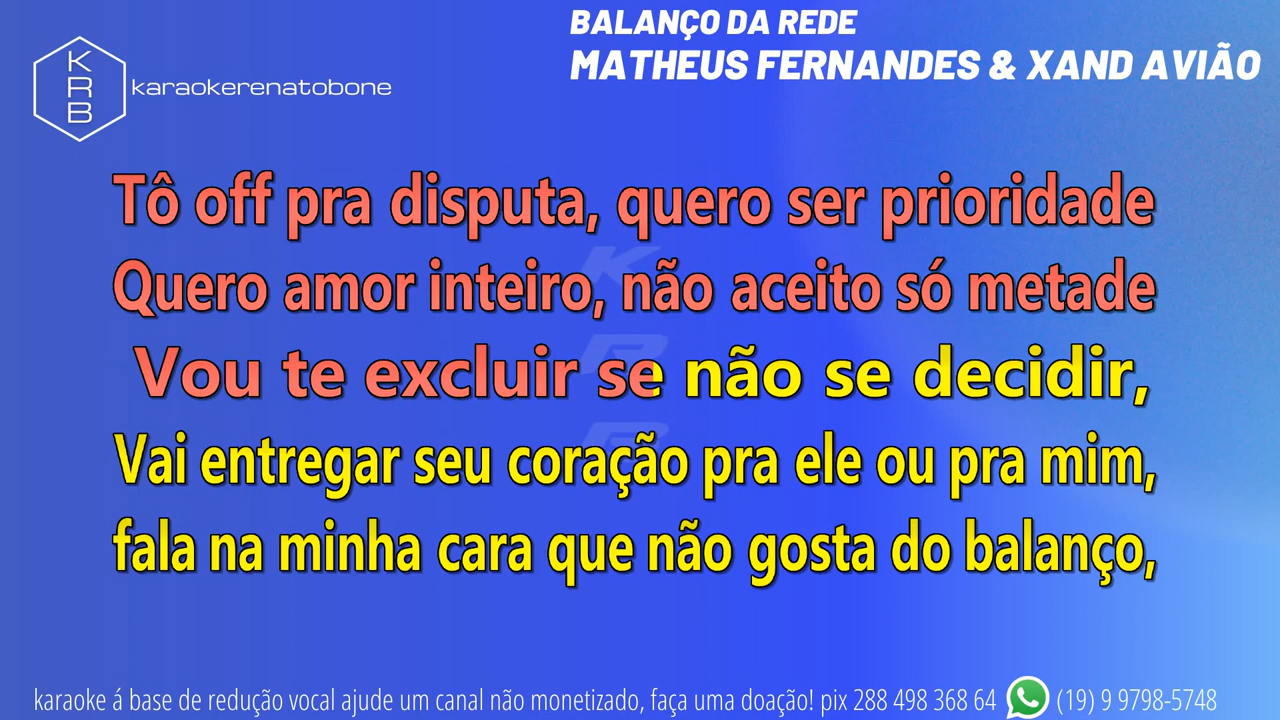 BALANÇO DA REDE
MATHEUS FERNANDES & XAND AVIÃO
K
R
B
karaokerenatobone
Tô off pra disputa, quero ser prioridade
Quero amor inteiro, não aceito só metade
Vou te excluir se não se decidir,
Vai entregar seu coração pra ele ou pra mim,
fala na minha cara que não gosta do balanço,
K
R
B
karaoke á base de redução vocal ajude um canal não monetizado, faça uma doação! pix 288 498 368 64 (19) 9 9798-5748